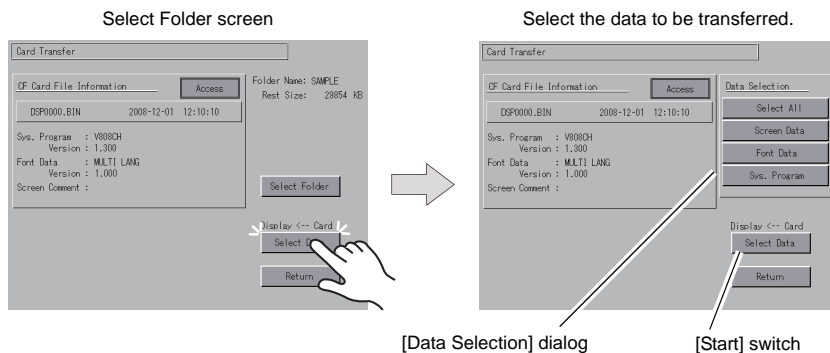 Select Folder screen
Card Transfer
CF Card File Information
Access
DSP0000.BIN 2008-12-01 12:10:10
Sys. Program : V808CH
Version : 1.300
Font Data : MULTI LANG
Version : 1.000
Screen Comment :
Folder Name: SAMPLE
Rest Size: 29854 KB
Select Folder
Display <-- Card
Select D
Return
Select the data to be transferred.
Card Transfer
CF Card File Information
Access
DSP0000.BIN 2008-12-01 12:10:10
Sys. Program : V808CH
Version : 1.300
Font Data : MULTI LANG
Version : 1.000
Screen Comment :
Data Selection
Select All
Screen Data
Font Data
Sys. Program
Display <-- Card
Select Data
Return
[Data Selection] dialog
[Start] switch